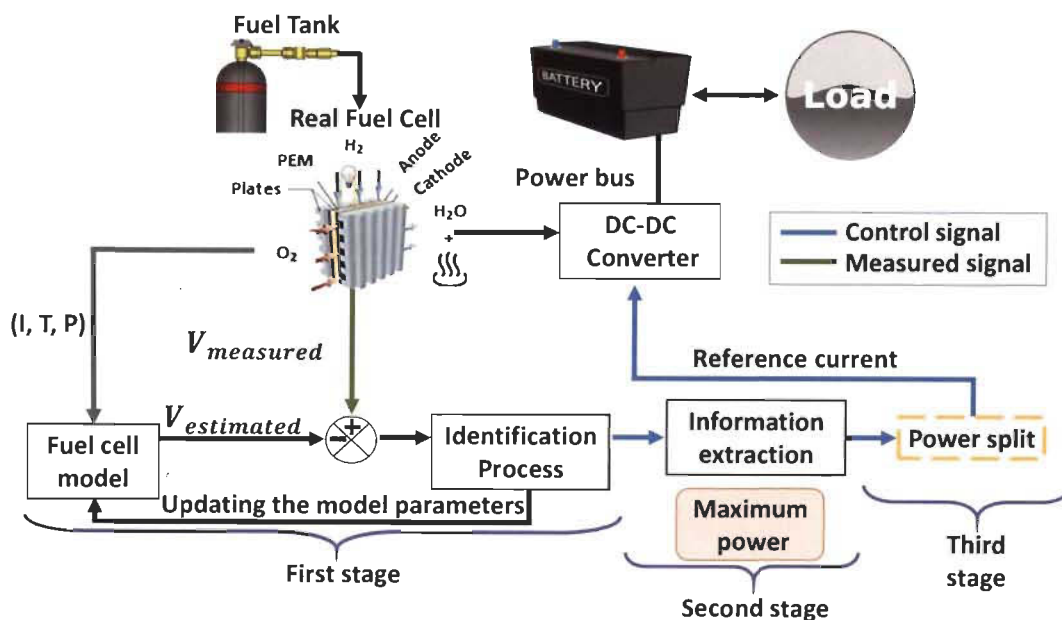 Fuel Tank
Real Fuel Cell
H₂
PEM
Anode
Cathode
Plates
H₂O
+
O₂
BATTERY
Load
Power bus
DC-DC
Converter
Control signal
Measured signal
(I, T, P)
V measured
Reference current
V estimated
+
−
Fuel cell
model
Identification
Process
Information
extraction
Power split
Updating the model parameters
Maximum
power
First stage
Second stage
Third
stage